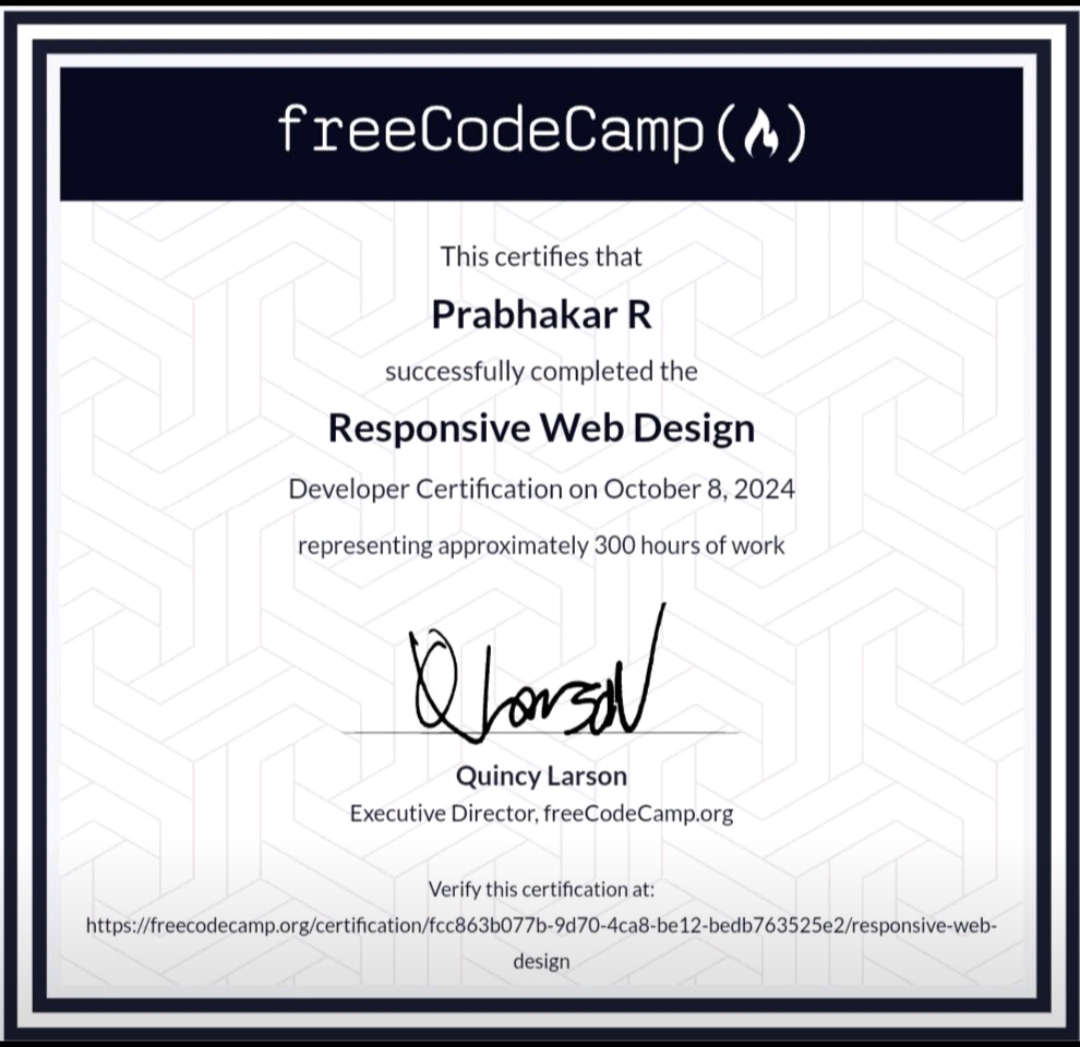 freeCodeCamp(🔥)
This certifies that
Prabhakar R
successfully completed the
Responsive Web Design
Developer Certification on October 8, 2024
representing approximately 300 hours of work
QLarson
Quincy Larson
Executive Director, freeCodeCamp.org
Verify this certification at:
https://freecodecamp.org/certification/fcc863b077b-9d70-4ca8-be12-bedb763525e2/responsive-web-
design